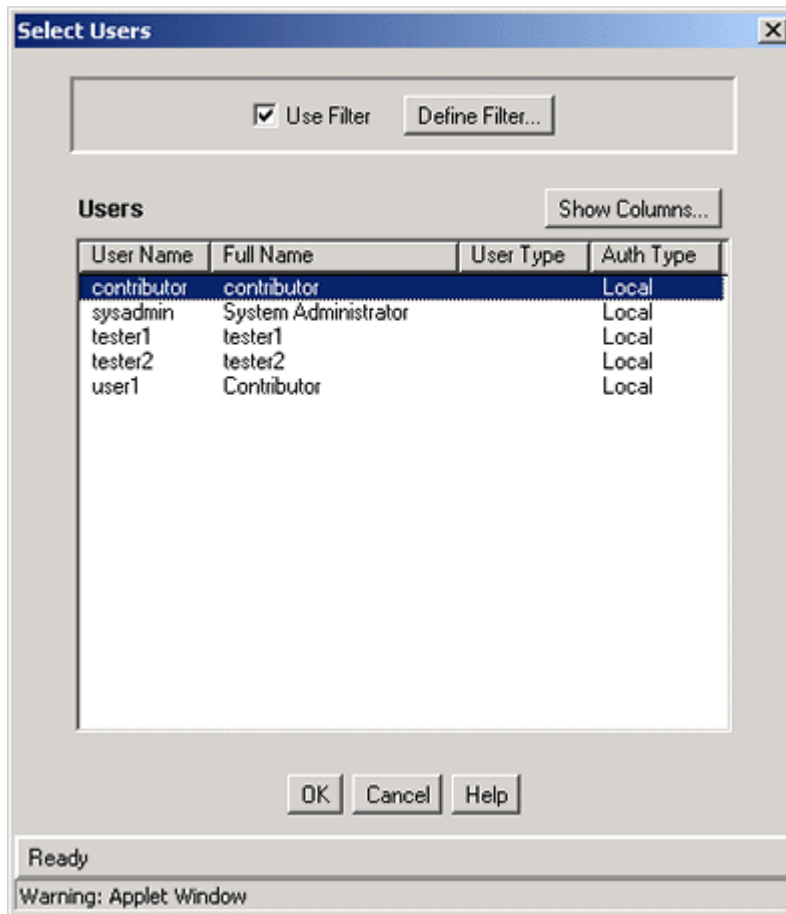 Select Users
Use Filter Define Filter...
Users Show Columns...
User Name Full Name User Type Auth Type
contributor contributor Local
sysadmin System Administrator Local
tester1 tester1 Local
tester2 tester2 Local
user1 Contributor Local
OK Cancel Help
Ready
Warning: Applet Window